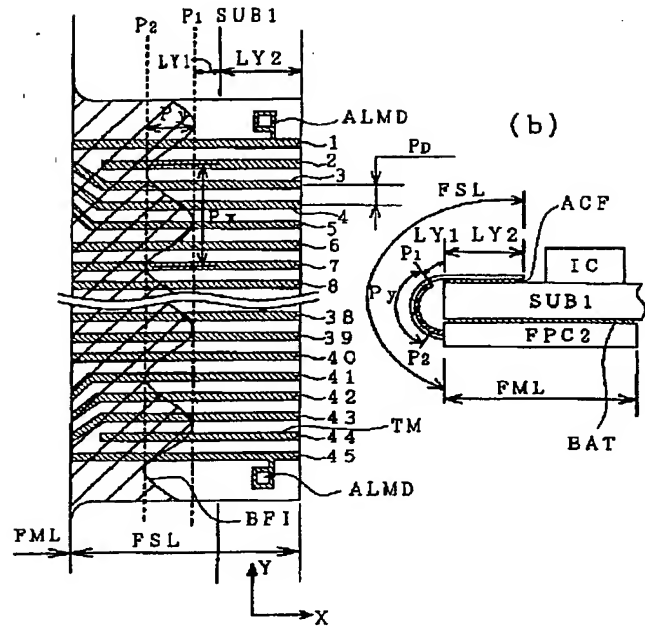 P2 P1 SUB1
LY1 LY2
Py
ALMD
(b)
1
2
3
4
5
6
7
8
38
39
40
41
42
43
44
45
Px
PD
FSL
ACF
LY1 LY2
P1
Py
P2
IC
SUB1
FPC2
FML
BAT
TM
ALMD
BFI
FML FSL
Y
X